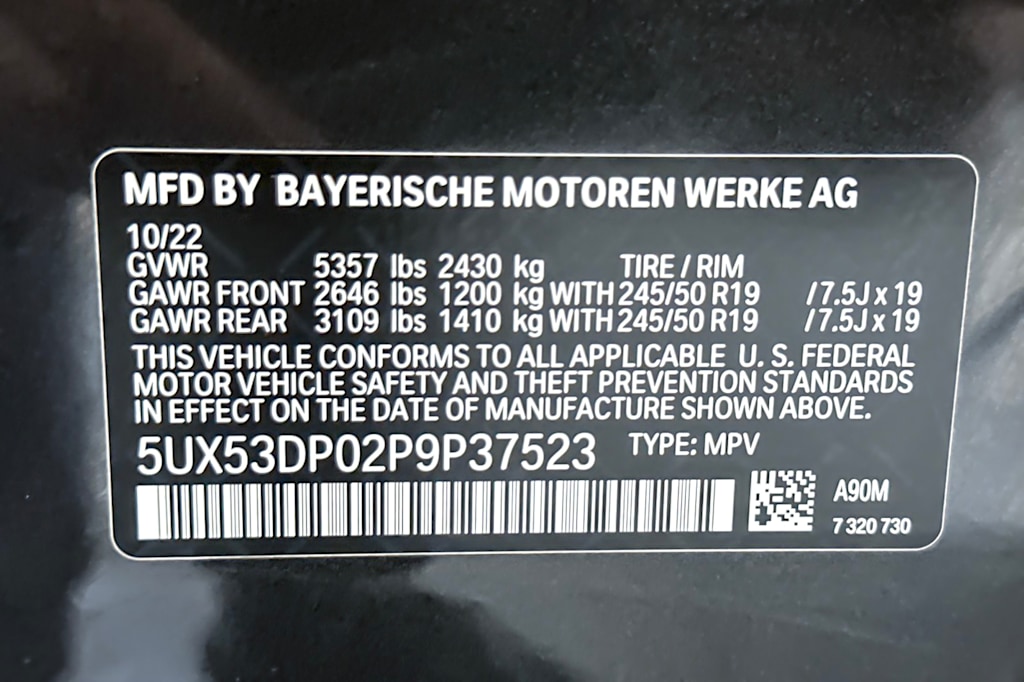 MFD BY BAYERISCHE MOTOREN WERKE AG
10/22
GVWR 5357 lbs 2430 kg TIRE / RIM
GAWR FRONT 2646 lbs 1200 kg WITH 245/50 R19 / 7.5J x 19
GAWR REAR 3109 lbs 1410 kg WITH 245/50 R19 / 7.5J x 19
THIS VEHICLE CONFORMS TO ALL APPLICABLE U. S. FEDERAL
MOTOR VEHICLE SAFETY AND THEFT PREVENTION STANDARDS
IN EFFECT ON THE DATE OF MANUFACTURE SHOWN ABOVE.
5UX53DP02P9P37523 TYPE: MPV
A90M
7 320 730